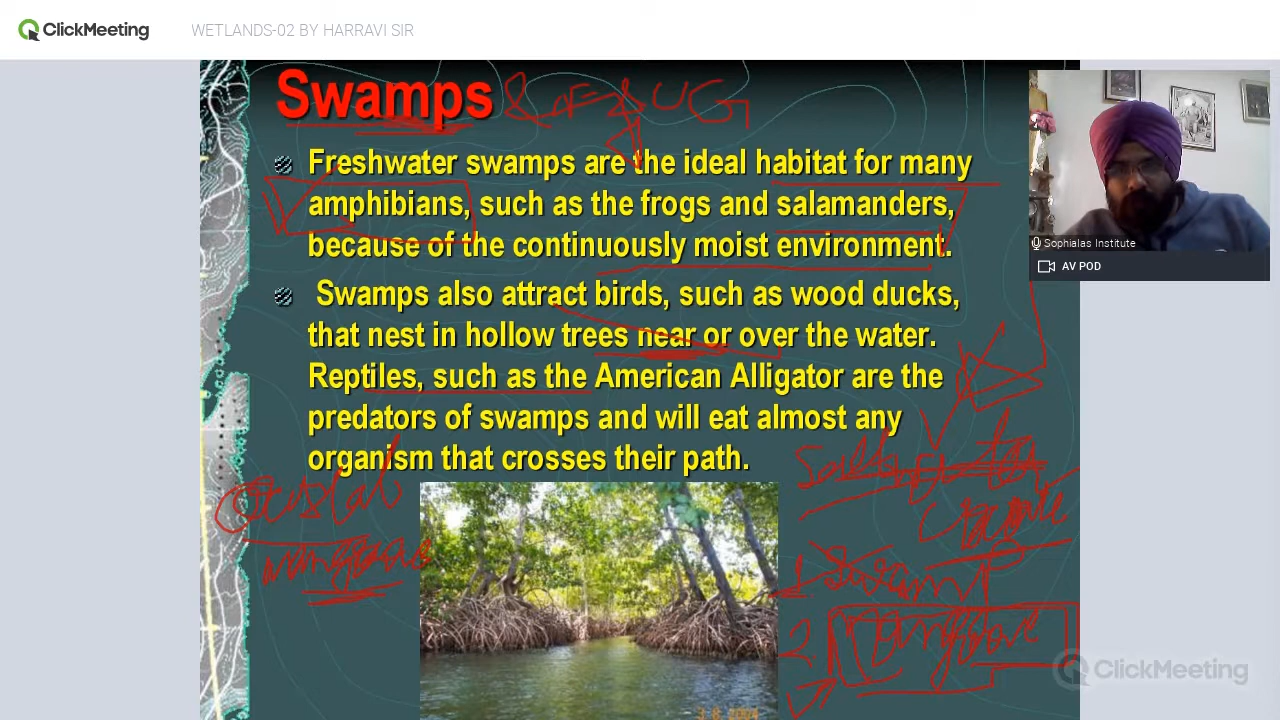 ClickMeeting WETLANDS-02 BY HARRAVI SIR
Swamps
Freshwater swamps are the ideal habitat for many
amphibians, such as the frogs and salamanders,
because of the continuously moist environment.
Swamps also attract birds, such as wood ducks,
that nest in hollow trees near or over the water.
Reptiles, such as the American Alligator are the
predators of swamps and will eat almost any
organism that crosses their path.
Sophialas Institute
AV POD
Swamp
2. Mangrove
ClickMeeting